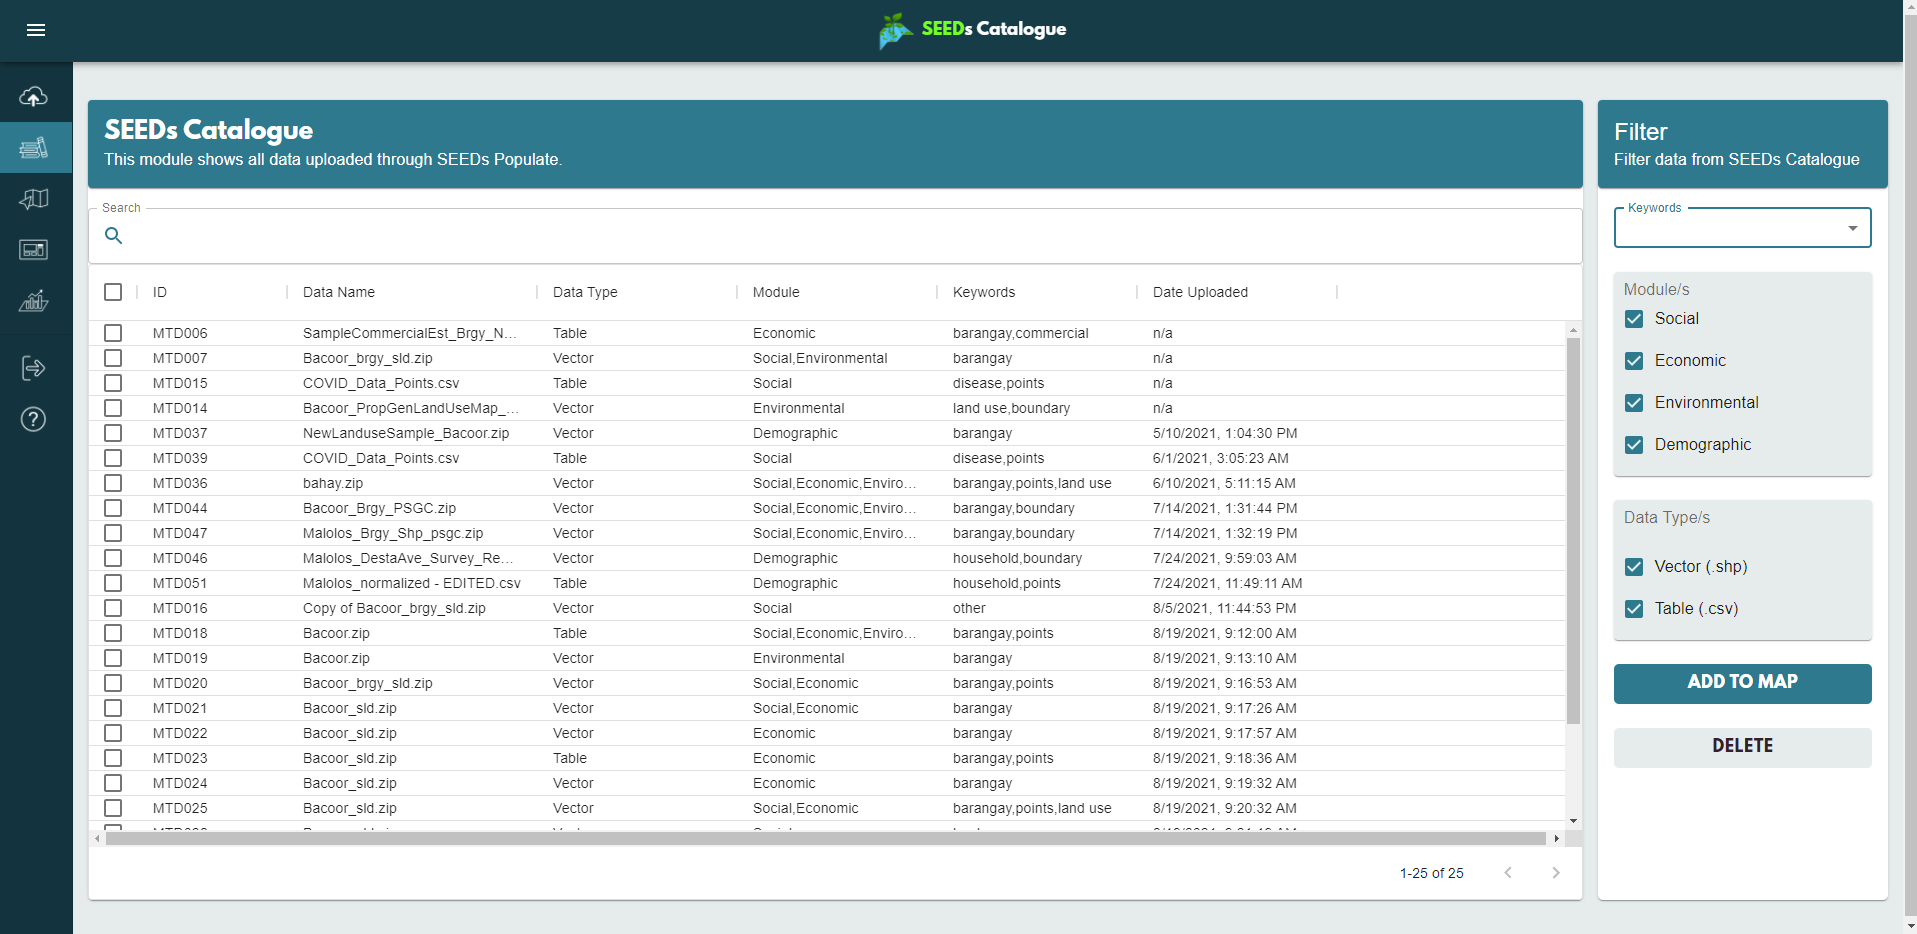 SEEDs Catalogue
SEEDs Catalogue
This module shows all data uploaded through SEEDs Populate.
Search
ID Data Name Data Type Module Keywords Date Uploaded
MTD006 SampleCommercialEst_Brgy_N... Table Economic barangay,commercial n/a
MTD007 Bacoor_brgy_sld.zip Vector Social,Environmental barangay n/a
MTD015 COVID_Data_Points.csv Table Social disease,points n/a
MTD014 Bacoor_PropGenLandUseMap_... Vector Environmental land use,boundary n/a
MTD037 NewLanduseSample_Bacoor.zip Vector Demographic barangay 5/10/2021, 1:04:30 PM
MTD039 COVID_Data_Points.csv Table Social disease,points 6/1/2021, 3:05:23 AM
MTD036 bahay.zip Vector Social,Economic,Enviro... barangay,points,land use 6/10/2021, 5:11:15 AM
MTD044 Bacoor_Brgy_PSGC.zip Vector Social,Economic,Enviro... barangay,boundary 7/14/2021, 1:31:44 PM
MTD047 Malolos_Brgy_Shp_psgc.zip Vector Social,Economic,Enviro... barangay,boundary 7/14/2021, 1:32:19 PM
MTD046 Malolos_DestaAve_Survey_Re... Vector Demographic household,boundary 7/24/2021, 9:59:03 AM
MTD051 Malolos_normalized - EDITED.csv Table Demographic household,points 7/24/2021, 11:49:11 AM
MTD016 Copy of Bacoor_brgy_sld.zip Vector Social other 8/5/2021, 11:44:53 PM
MTD018 Bacoor.zip Table Social,Economic,Enviro... barangay,points 8/19/2021, 9:12:00 AM
MTD019 Bacoor.zip Vector Environmental barangay 8/19/2021, 9:13:10 AM
MTD020 Bacoor_brgy_sld.zip Vector Social,Economic barangay,points 8/19/2021, 9:16:53 AM
MTD021 Bacoor_sld.zip Vector Social,Economic barangay 8/19/2021, 9:17:26 AM
MTD022 Bacoor_sld.zip Vector Economic barangay 8/19/2021, 9:17:57 AM
MTD023 Bacoor_sld.zip Table Economic barangay,points 8/19/2021, 9:18:36 AM
MTD024 Bacoor_sld.zip Vector Economic barangay 8/19/2021, 9:19:32 AM
MTD025 Bacoor_sld.zip Vector Social,Economic barangay,points,land use 8/19/2021, 9:20:32 AM
1-25 of 25
Filter
Filter data from SEEDs Catalogue
Keywords
Module/s
Social
Economic
Environmental
Demographic
Data Type/s
Vector (.shp)
Table (.csv)
ADD TO MAP
DELETE